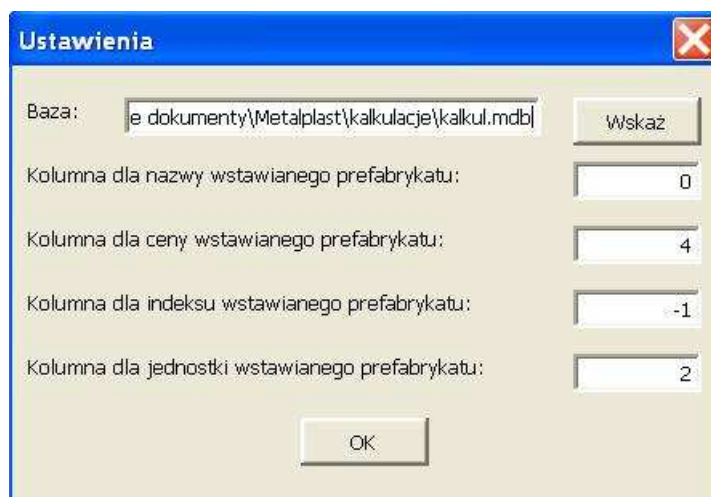 Ustawienia
Baza: e dokumenty\Metalplast\kalkulacje\kalkul.mdb Wskaż
Kolumna dla nazwy wstawianego prefabrykatu: 0
Kolumna dla ceny wstawianego prefabrykatu: 4
Kolumna dla indeksu wstawianego prefabrykatu: -1
Kolumna dla jednostki wstawianego prefabrykatu: 2
OK